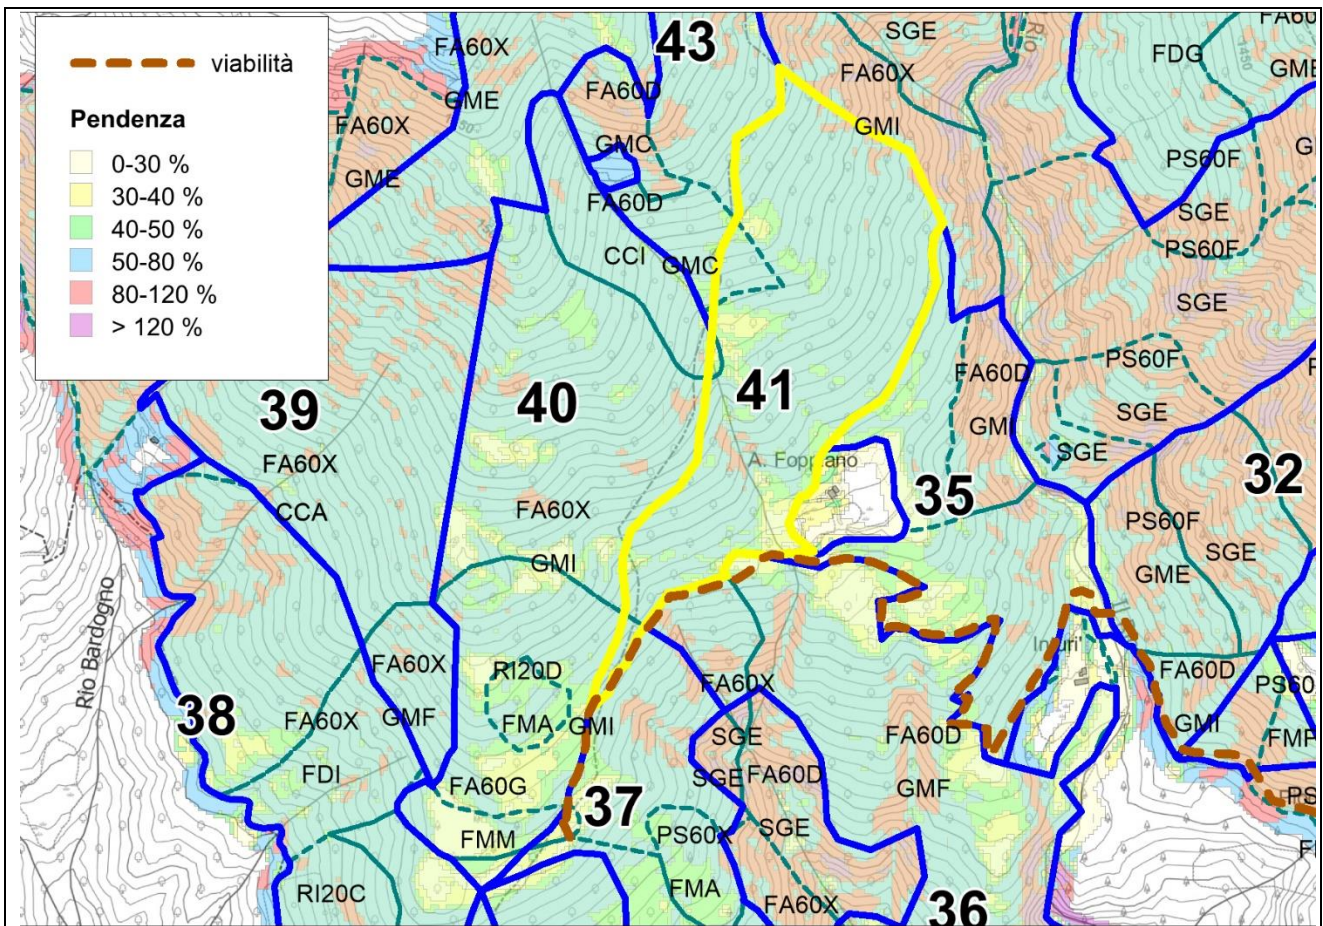 viabilità
Pendenza
0-30 %
30-40 %
40-50 %
50-80 %
80-120 %
> 120 %
FA60X
GME
FA60X
GME
43
FA60D
GMC
FA60D
CCI
GMC
SGE
FA60X
GMI
Rio
FDG
1450
PS60F
SGE
PS60F
SGE
39
FA60X
CCA
40
FA60X
GMI
41
A. Foppiano
35
FA60D
PS60F
SGE
SGE
32
PS60F
SGE
GME
Rio Bardogno
38
FA60X
FDI
FA60X
GMF
RI20D
FMA
GMI
FA60G
FMM
RI20C
37
PS60X
FMA
FA60X
SGE
SGE
FA60D
SGE
FA60X
FA60D
GMF
36
FA60D
GMI